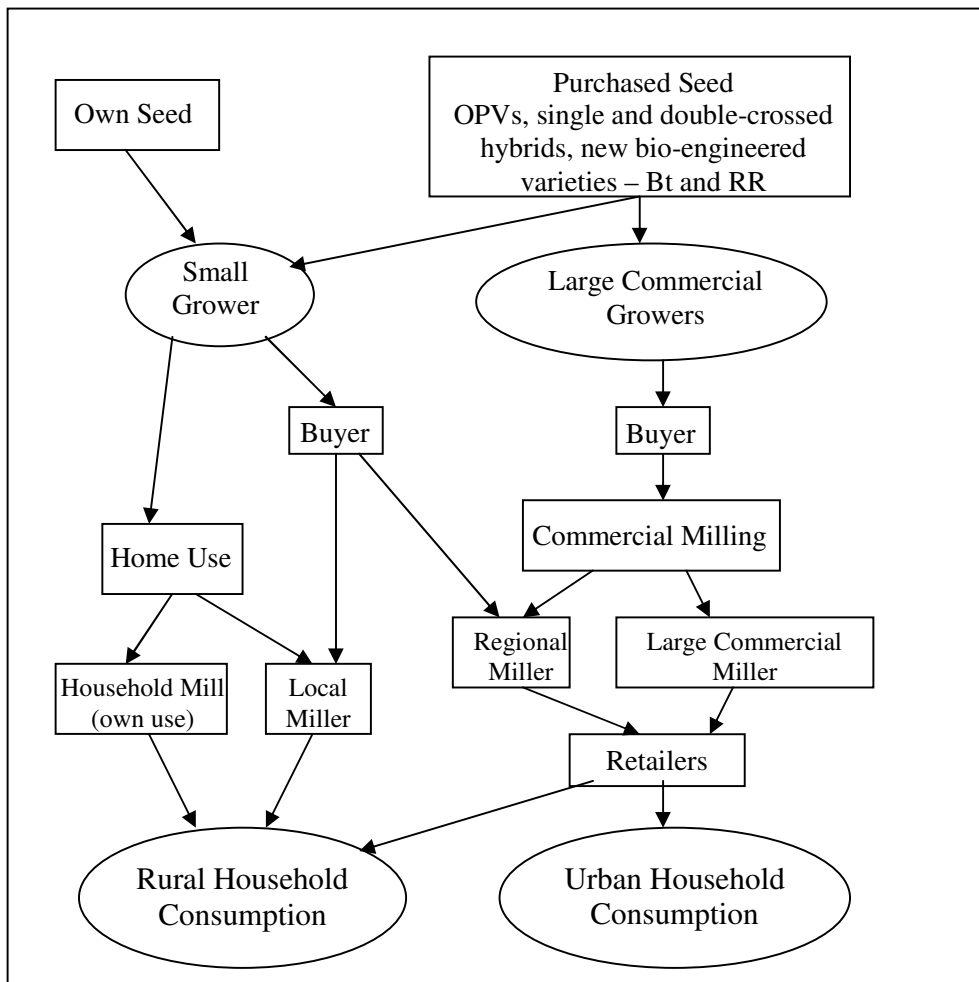 Own Seed
Purchased Seed
OPVs, single and double-crossed
hybrids, new bio-engineered
varieties – Bt and RR
Small
Grower
Large Commercial
Growers
Buyer
Buyer
Home Use
Commercial Milling
Regional
Miller
Large Commercial
Miller
Household Mill
(own use)
Local
Miller
Retailers
Rural Household
Consumption
Urban Household
Consumption